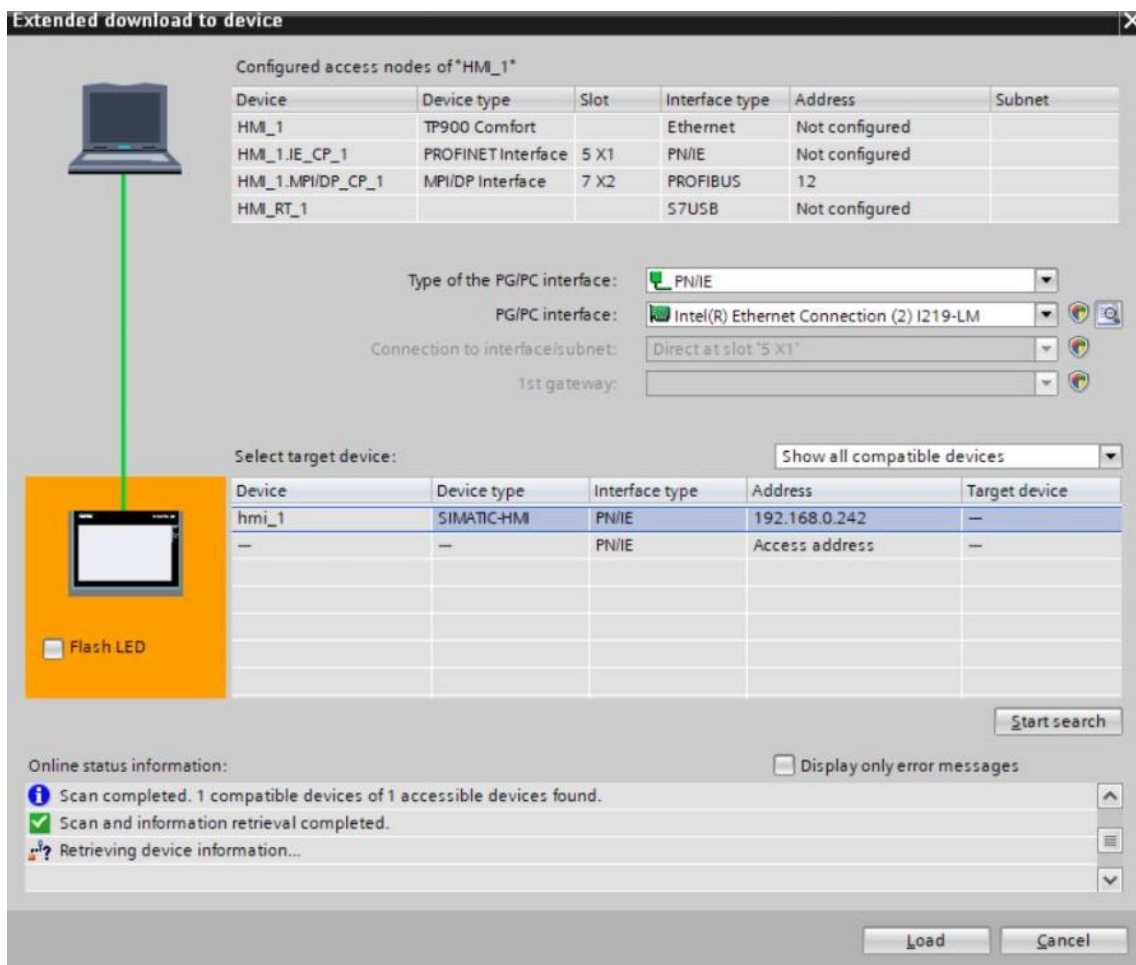 Extended download to device
Configured access nodes of "HMI_1"
Device Device type Slot Interface type Address Subnet
HMI_1 TP900 Comfort Ethernet Not configured
HMI_1.IE_CP_1 PROFINET Interface 5 X1 PN/IE Not configured
HMI_1.MPI/DP_CP_1 MPI/DP Interface 7 X2 PROFIBUS 12
HMI_RT_1 S7USB Not configured
Type of the PG/PC interface: PN/IE
PG/PC interface: Intel(R) Ethernet Connection (2) I219-LM
Connection to interface/subnet: Direct at slot '5 X1'
1st gateway:
Select target device: Show all compatible devices
Device Device type Interface type Address Target device
hmi_1 SIMATIC-HMI PN/IE 192.168.0.242 —
— — PN/IE Access address —
Flash LED
Start search
Online status information: Display only error messages
Scan completed. 1 compatible devices of 1 accessible devices found.
Scan and information retrieval completed.
Retrieving device information...
Load Cancel